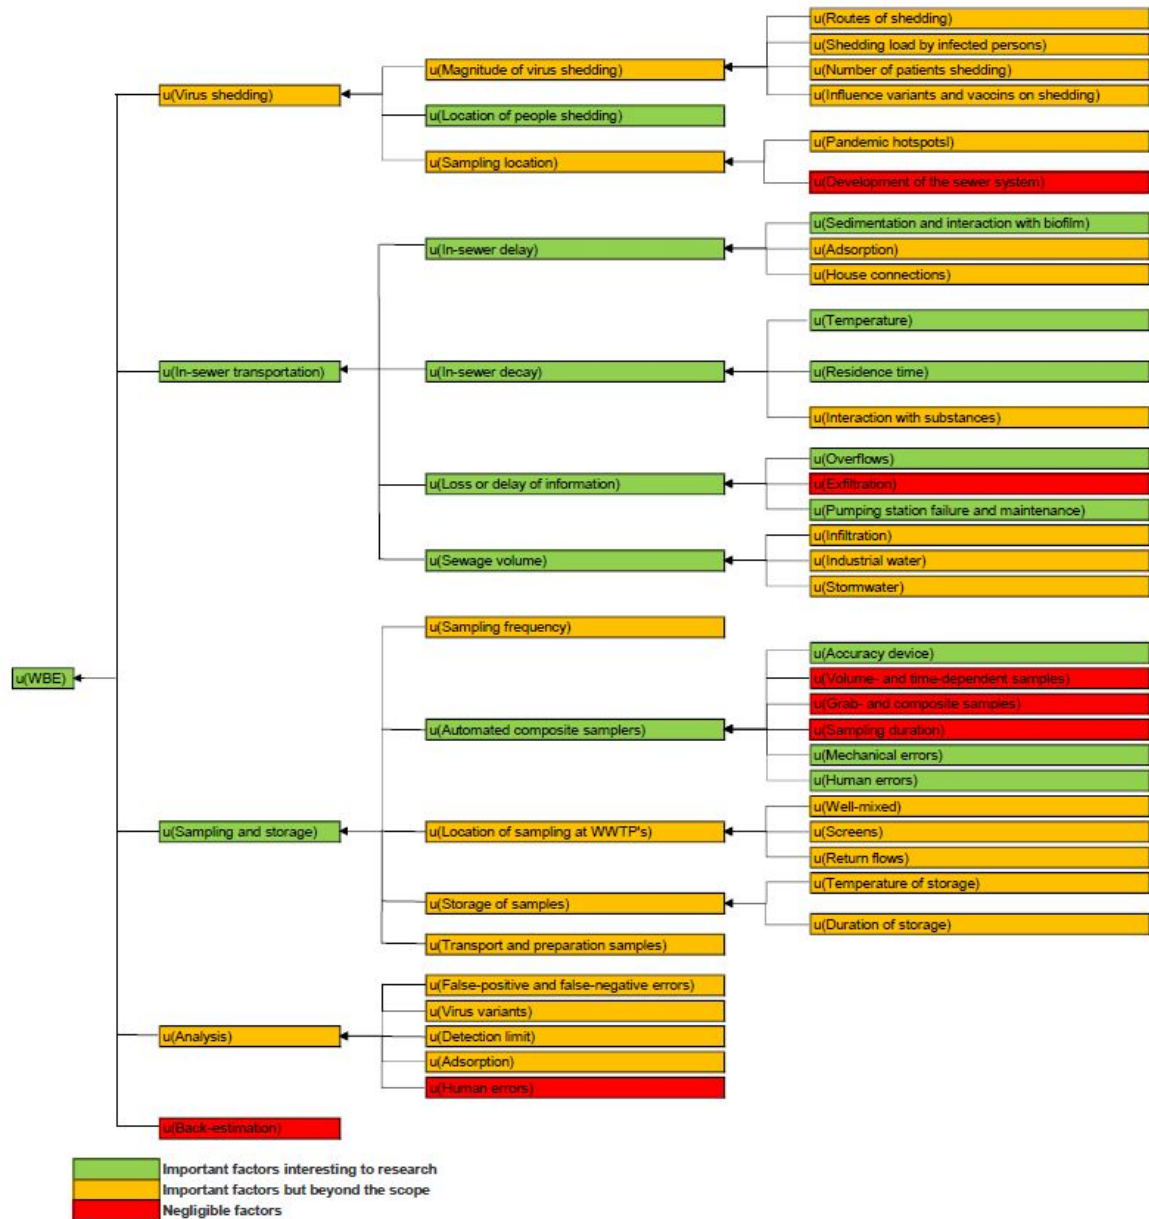 u(Routes of shedding)
u(Shedding load by infected persons)
u(Magnitude of virus shedding)
u(Number of patients shedding)
u(Virus shedding)
u(Influence variants and vaccins on shedding)
u(Location of people shedding)
u(Pandemic hotspotsl)
u(Sampling location)
u(Development of the sewer system)
u(Sedimentation and interaction with biofilm)
u(In-sewer delay)
u(Adsorption)
u(House connections)
u(Temperature)
u(In-sewer transportation)
u(In-sewer decay)
u(Residence time)
u(Interaction with substances)
u(Overflows)
u(Loss or delay of information)
u(Exfiltration)
u(Pumping station failure and maintenance)
u(Infiltration)
u(Sewage volume)
u(Industrial water)
u(Stormwater)
u(Sampling frequency)
u(Accuracy device)
u(WBE)
u(Volume- and time-dependent samples)
u(Grab- and composite samples)
u(Automated composite samplers)
u(Sampling duration)
u(Mechanical errors)
u(Human errors)
u(Well-mixed)
u(Sampling and storage)
u(Location of sampling at WWTP's)
u(Screens)
u(Return flows)
u(Temperature of storage)
u(Storage of samples)
u(Duration of storage)
u(Transport and preparation samples)
u(False-positive and false-negative errors)
u(Virus variants)
u(Analysis)
u(Detection limit)
u(Adsorption)
u(Human errors)
u(Back-estimation)
Important factors interesting to research
Important factors but beyond the scope
Negligible factors